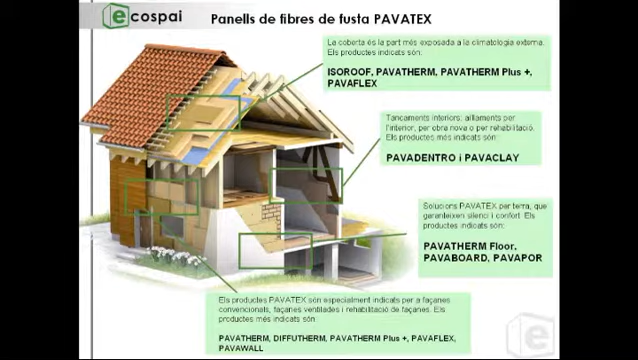 ecospai
Panells de fibres de fusta PAVATEX
La coberta és la part més exposada a la climatologia externa.
Els productes indicats són:
ISOROOF, PAVATHERM, PAVATHERM Plus +,
PAVAFLEX
Tancaments interiors: aïllaments per
l'interior, per obra nova o per rehabilitació.
Els productes més indicats són:
PAVADENTRO i PAVACLAY
Solucions PAVATEX per terra, que
garanteixen silenci i confort. Els
productes indicats són:
PAVATHERM Floor,
PAVABOARD, PAVAPOR
Els productes PAVATEX són especialment indicats per a façanes
convencionals, façanes ventilades i rehabilitació de façanes. Els
productes més indicats són :
PAVATHERM, DIFFUTHERM, PAVATHERM Plus +, PAVAFLEX,
PAVAWALL